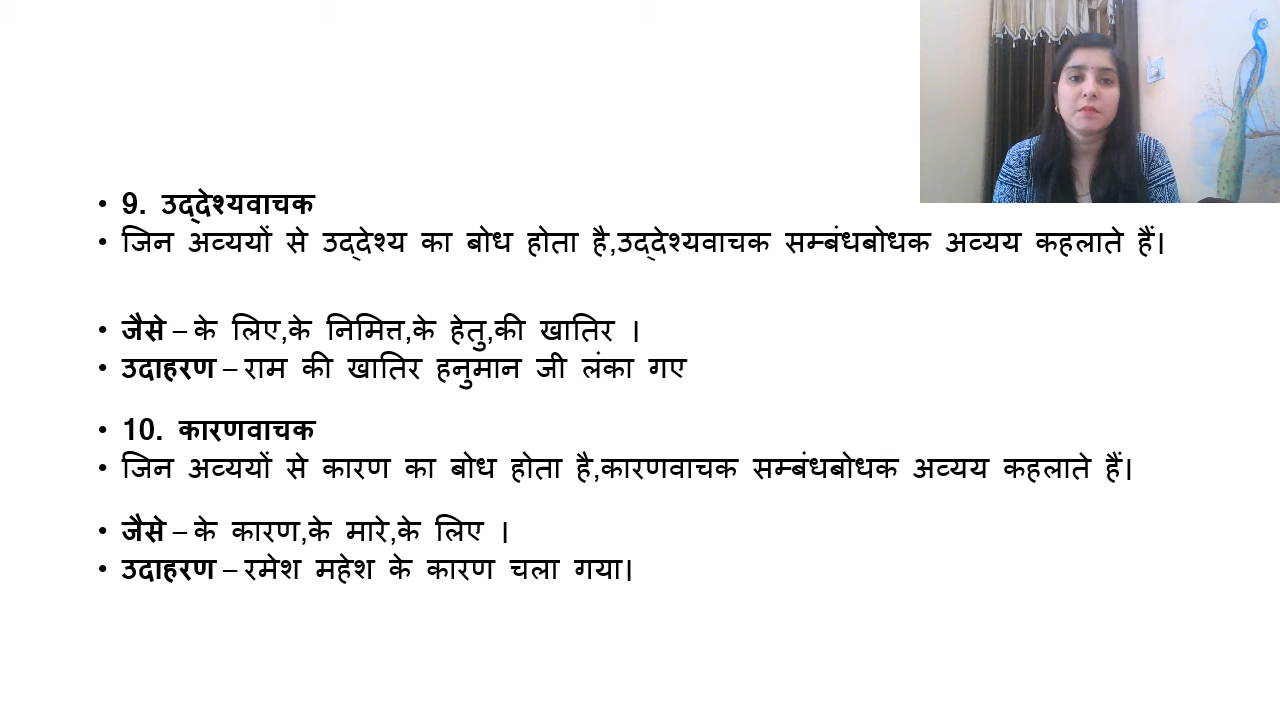 • 9. उद्देश्यवाचक
• जिन अव्ययों से उद्देश्य का बोध होता है,उद्देश्यवाचक सम्बंधबोधक अव्यय कहलाते हैं।
• जैसे – के लिए,के निमित्त,के हेतु,की खातिर ।
• उदाहरण – राम की खातिर हनुमान जी लंका गए
• 10. कारणवाचक
• जिन अव्ययों से कारण का बोध होता है,कारणवाचक सम्बंधबोधक अव्यय कहलाते हैं।
• जैसे – के कारण,के मारे,के लिए ।
• उदाहरण – रमेश महेश के कारण चला गया।